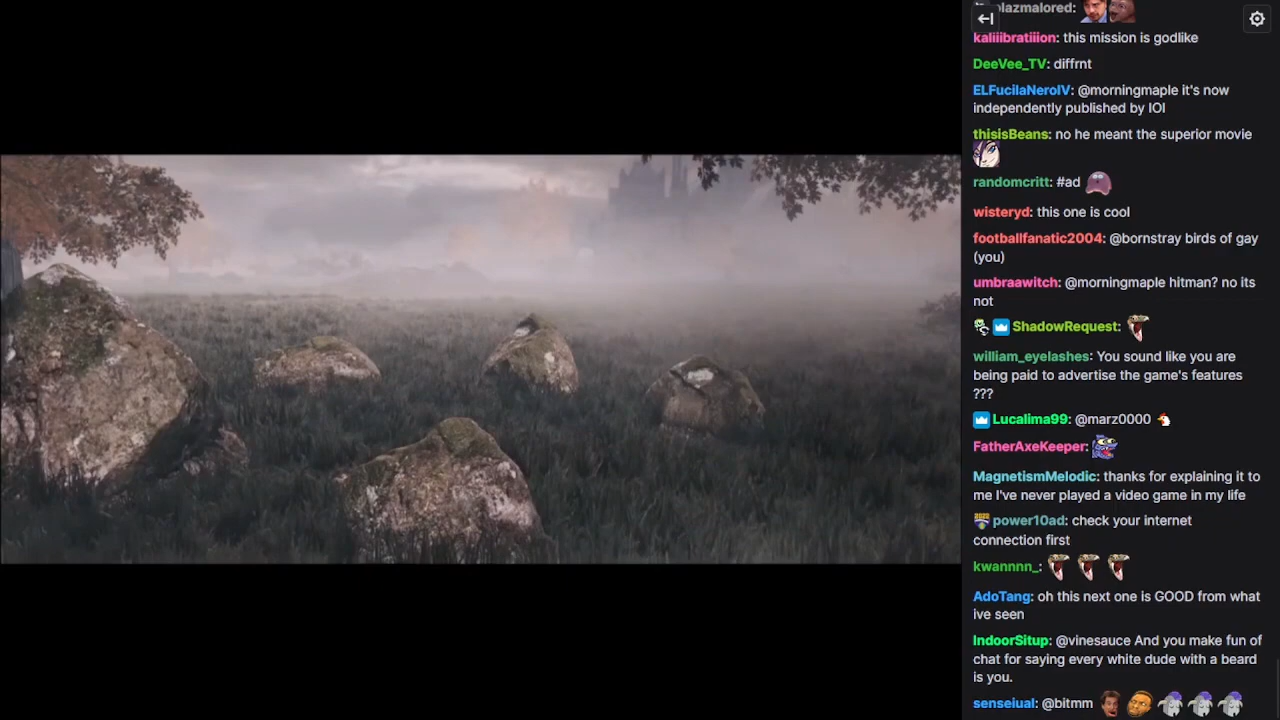 plazmalored:
kaliiibratiiion: this mission is godlike
DeeVee_TV: diffrnt
ELFucilaNeroIV: @morningmaple it's now
independently published by IOI
thisisBeans: no he meant the superior movie
randomcritt: #ad
wisteryd: this one is cool
footballfanatic2004: @bornstray birds of gay
(you)
umbraawitch: @morningmaple hitman? no its
not
ShadowRequest:
william_eyelashes: You sound like you are
being paid to advertise the game's features
???
Lucalima99: @marz0000
FatherAxeKeeper:
MagnetismMelodic: thanks for explaining it to
me I've never played a video game in my life
power10ad: check your internet
connection first
kwannnn_:
AdoTang: oh this next one is GOOD from what
ive seen
IndoorSitup: @vinesauce And you make fun of
chat for saying every white dude with a beard
is you.
senseiual: @bitmm